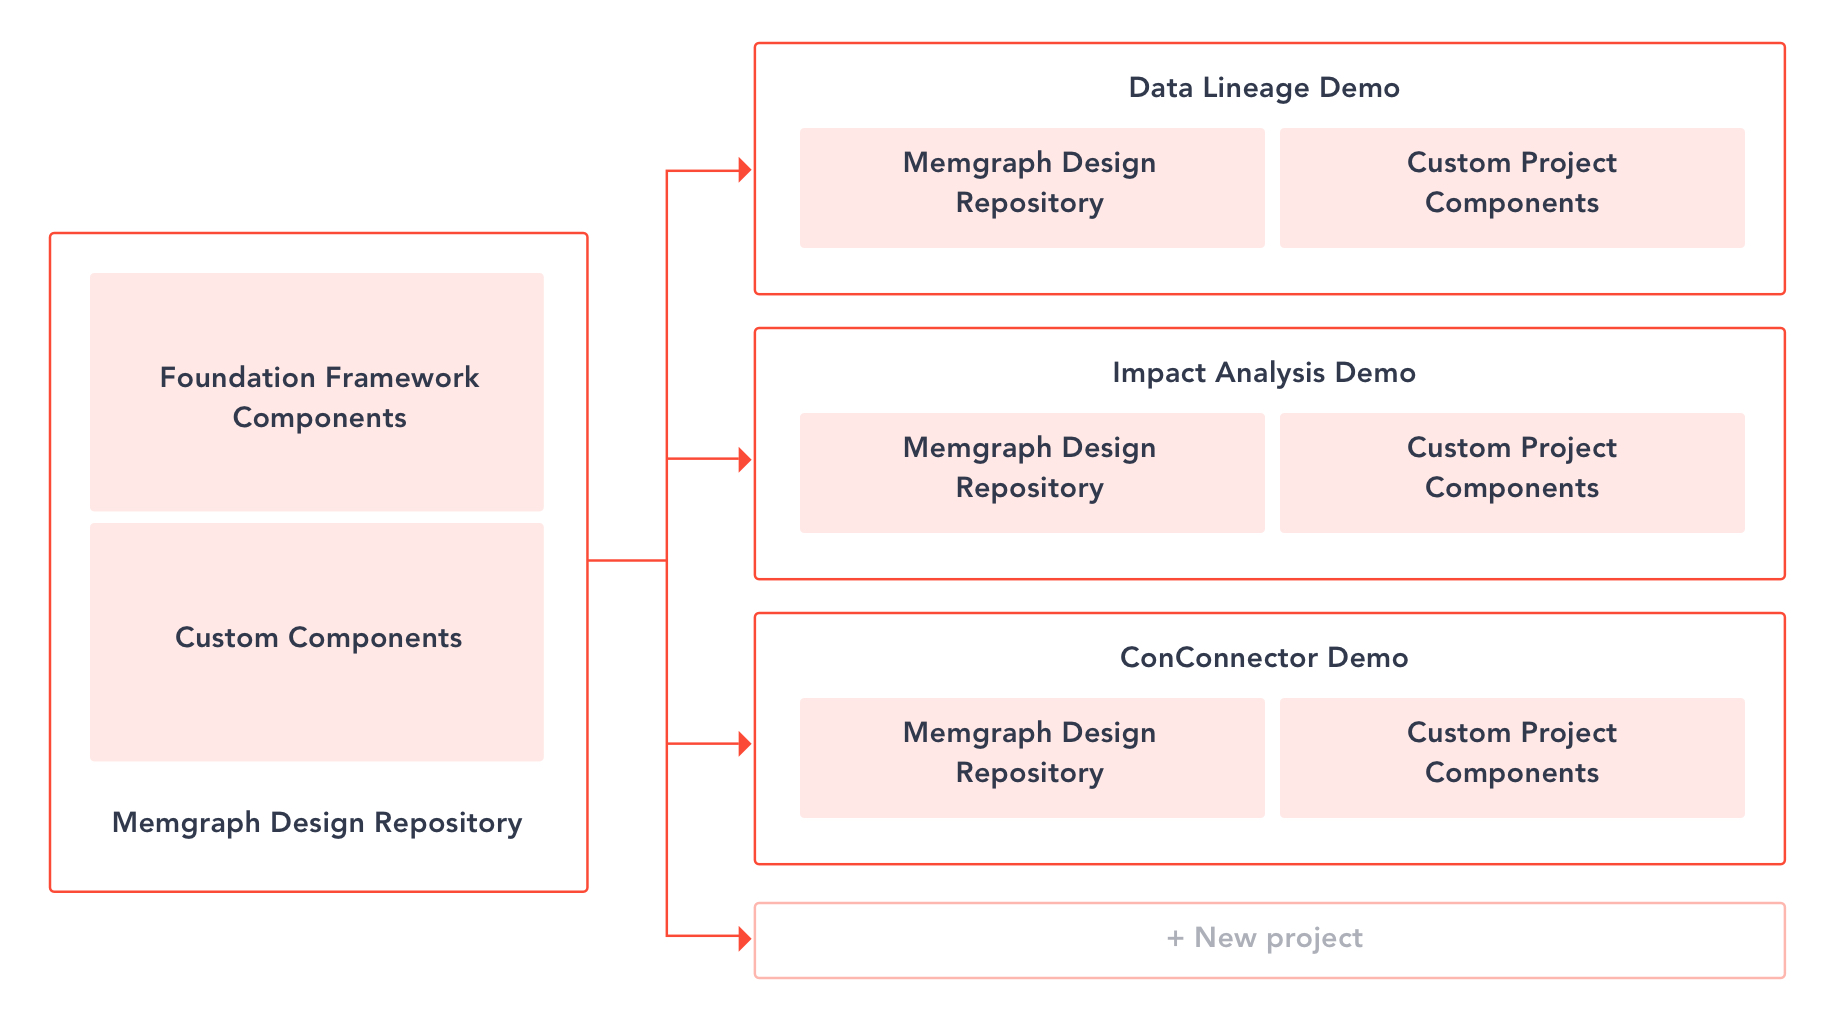 Foundation Framework
Components
Custom Components
Memgraph Design Repository
Data Lineage Demo
Memgraph Design
Repository
Custom Project
Components
Impact Analysis Demo
Memgraph Design
Repository
Custom Project
Components
ConConnector Demo
Memgraph Design
Repository
Custom Project
Components
+ New project